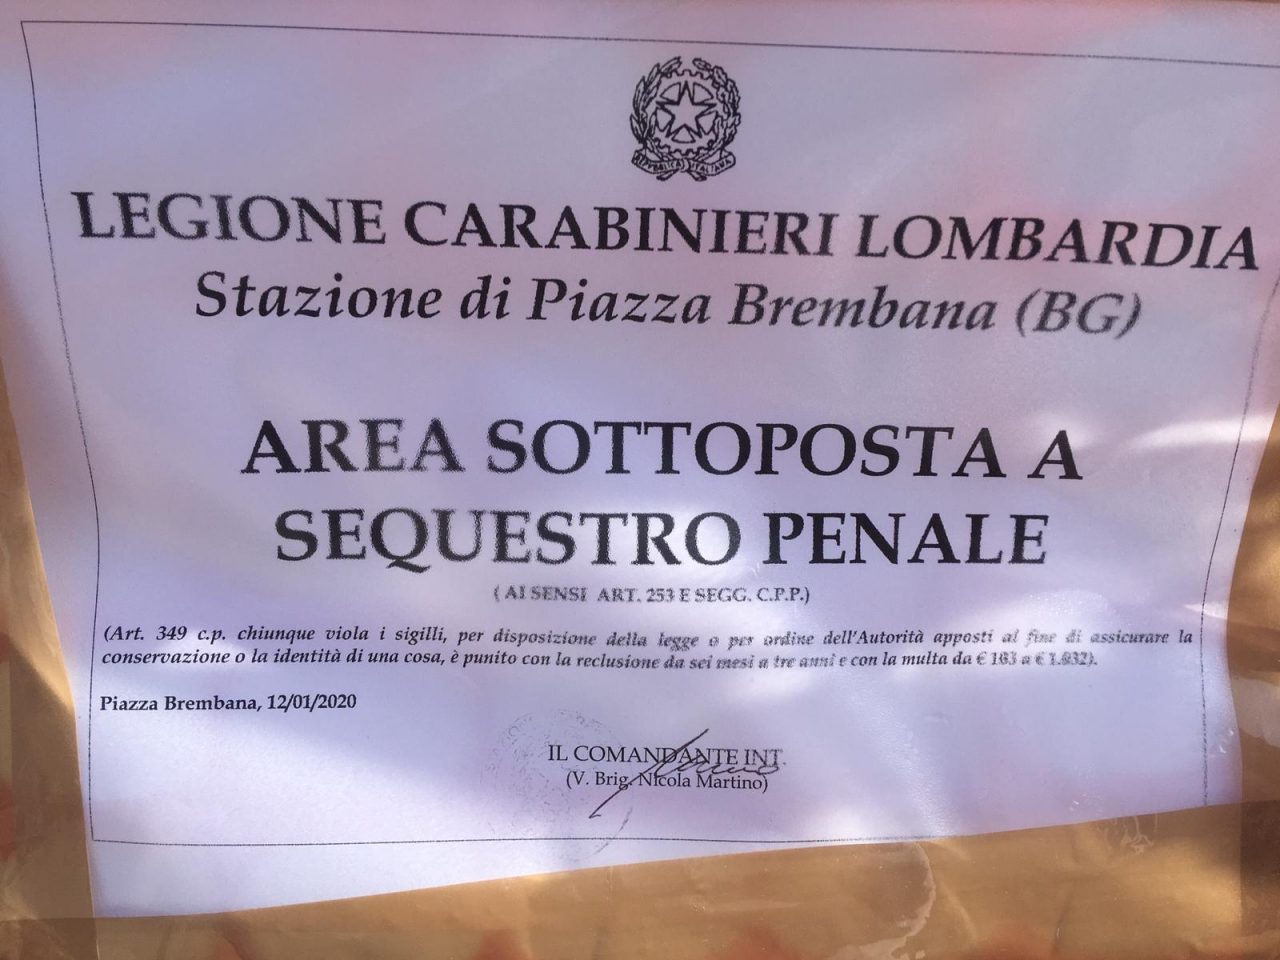 REPVBBLICA ITALIANA
LEGIONE CARABINIERI LOMBARDIA
Stazione di Piazza Brembana (BG)
AREA SOTTOPOSTA A
SEQUESTRO PENALE
( AI SENSI ART. 253 E SEGG. C.P.P.)
(Art. 349 c.p. chiunque viola i sigilli, per disposizione della legge o per ordine dell'Autorità apposti al fine di assicurare la
conservazione o la identità di una cosa, è punito con la reclusione da sei mesi a tre anni e con la multa da € 103 a € 1.032).
Piazza Brembana, 12/01/2020
IL COMANDANTE INT.
(V. Brig. Nicola Martino)